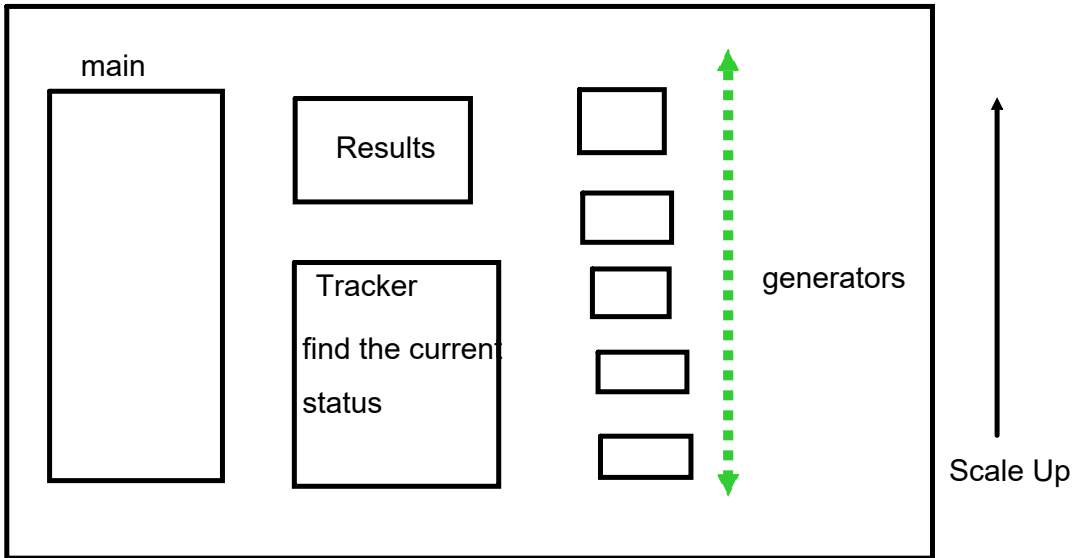 main
Results
Tracker
find the current
status
generators
Scale Up